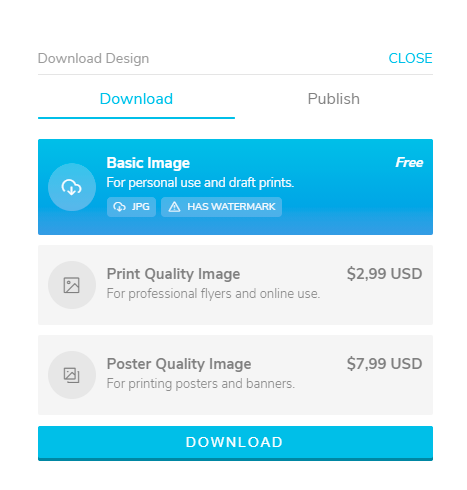 Download Design CLOSE
Download Publish
Basic Image Free
For personal use and draft prints.
JPG HAS WATERMARK
Print Quality Image $2,99 USD
For professional flyers and online use.
Poster Quality Image $7,99 USD
For printing posters and banners.
DOWNLOAD